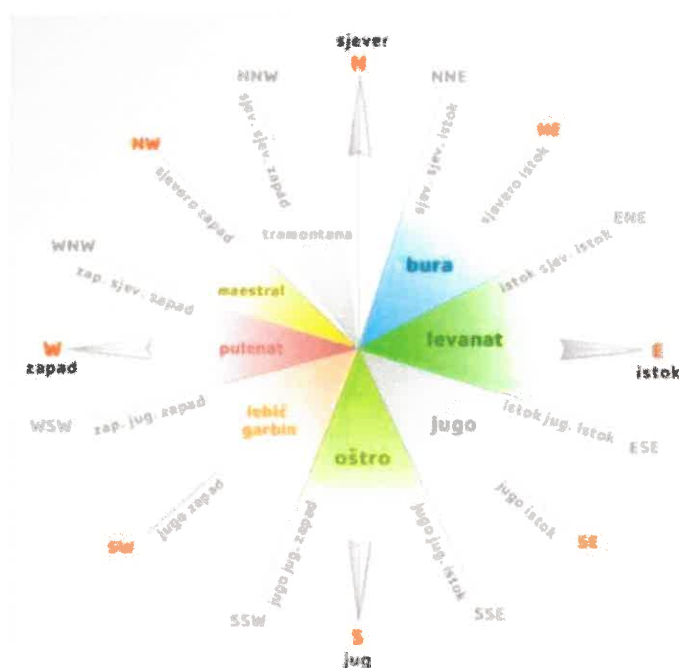 sjever
N
NNW
NNE
NW
NE
sjev. sjev. zapad
sjev. sjev. istok
sjevero zapad
sjevero istok
WNW
ENE
tramontana
bura
zap. sjev. zapad
istok sjev. istok
maestral
levanat
W
zapad
pulenat
E
istok
WSW
zap. jug. zapad
lebić
garbin
jugo
istok jug. istok
ESE
oštro
jugo zapad
jugo istok
SW
SE
jugo jug. zapad
jugo jug. istok
SSW
SSE
S
jug